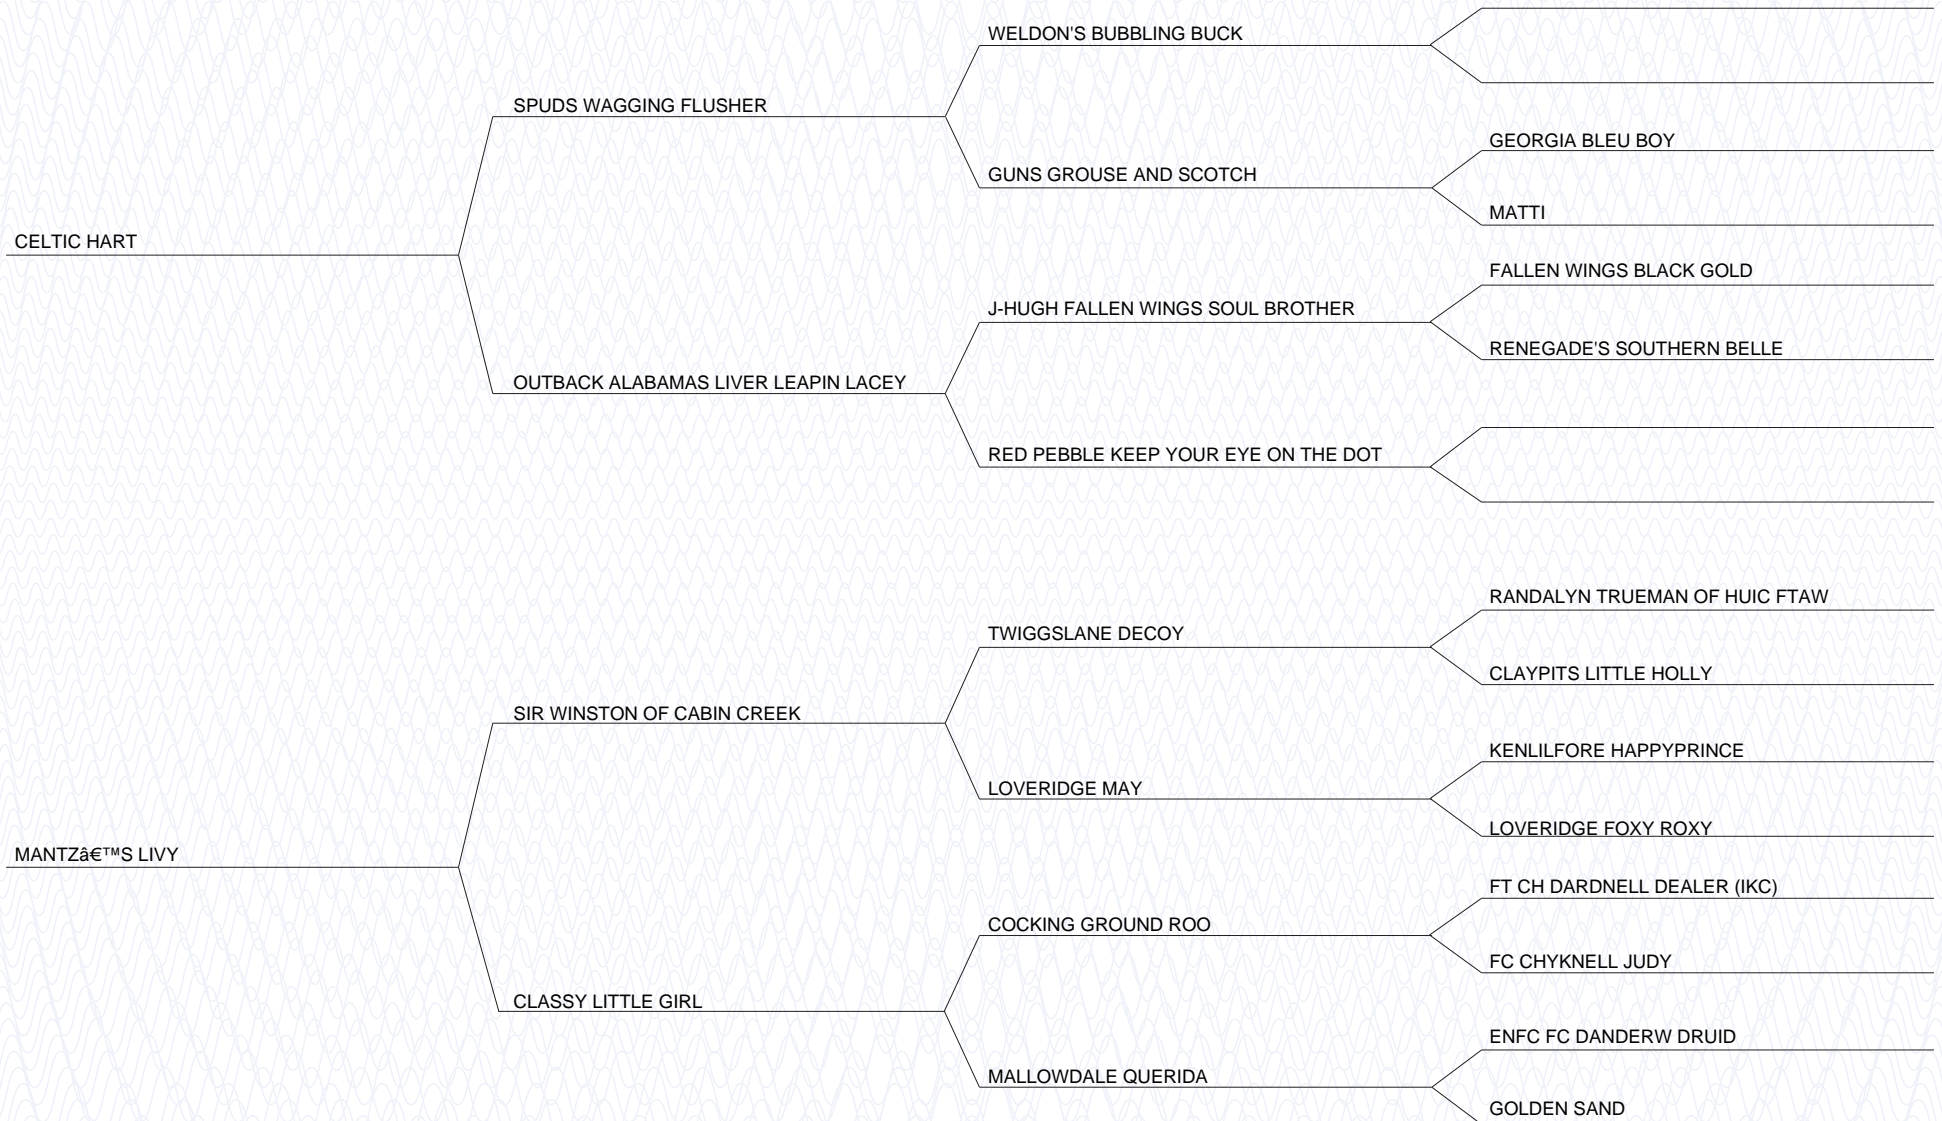 WELDON'S BUBBLING BUCK
SPUDS WAGGING FLUSHER
GEORGIA BLEU BOY
GUNS GROUSE AND SCOTCH
MATTI
CELTIC HART
FALLEN WINGS BLACK GOLD
J-HUGH FALLEN WINGS SOUL BROTHER
RENEGADE'S SOUTHERN BELLE
OUTBACK ALABAMAS LIVER LEAPIN LACEY
RED PEBBLE KEEP YOUR EYE ON THE DOT
RANDALYN TRUEMAN OF HUIC FTAW
TWIGGSLANE DECOY
CLAYPITS LITTLE HOLLY
SIR WINSTON OF CABIN CREEK
KENLILFORE HAPPYPRINCE
LOVERIDGE MAY
LOVERIDGE FOXY ROXY
MANTZâ€™S LIVY
FT CH DARDNELL DEALER (IKC)
COCKING GROUND ROO
FC CHYKNELL JUDY
CLASSY LITTLE GIRL
ENFC FC DANDERW DRUID
MALLOWDALE QUERIDA
GOLDEN SAND